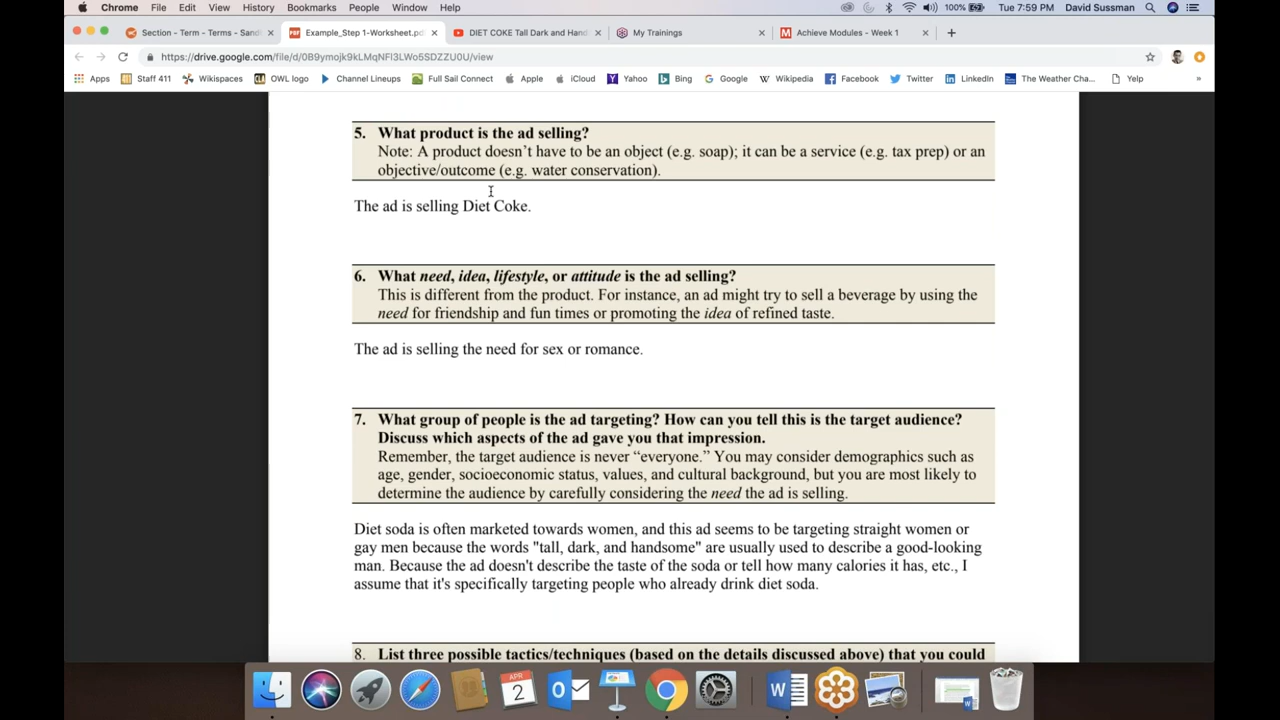 Chrome File Edit View History Bookmarks People Window Help 100% Tue 7:59 PM David Sussman
Section - Term - Terms - Sand Example_Step 1-Worksheet.pd DIET COKE Tall Dark and Hand My Trainings Achieve Modules - Week 1
https://drive.google.com/file/d/0B9ymojk9kLMqNFI3LWo5SDZZU0U/view
Apps Staff 411 Wikispaces OWL logo Channel Lineups Full Sail Connect Apple iCloud Yahoo Bing Google Wikipedia Facebook Twitter LinkedIn The Weather Cha... Yelp »
5. What product is the ad selling?
Note: A product doesn't have to be an object (e.g. soap); it can be a service (e.g. tax prep) or an
objective/outcome (e.g. water conservation).
The ad is selling Diet Coke.
6. What need, idea, lifestyle, or attitude is the ad selling?
This is different from the product. For instance, an ad might try to sell a beverage by using the
need for friendship and fun times or promoting the idea of refined taste.
The ad is selling the need for sex or romance.
7. What group of people is the ad targeting? How can you tell this is the target audience?
Discuss which aspects of the ad gave you that impression.
Remember, the target audience is never “everyone.” You may consider demographics such as
age, gender, socioeconomic status, values, and cultural background, but you are most likely to
determine the audience by carefully considering the need the ad is selling.
Diet soda is often marketed towards women, and this ad seems to be targeting straight women or
gay men because the words "tall, dark, and handsome" are usually used to describe a good-looking
man. Because the ad doesn't describe the taste of the soda or tell how many calories it has, etc., I
assume that it's specifically targeting people who already drink diet soda.
8. List three possible tactics/techniques (based on the details discussed above) that you could
APR
2